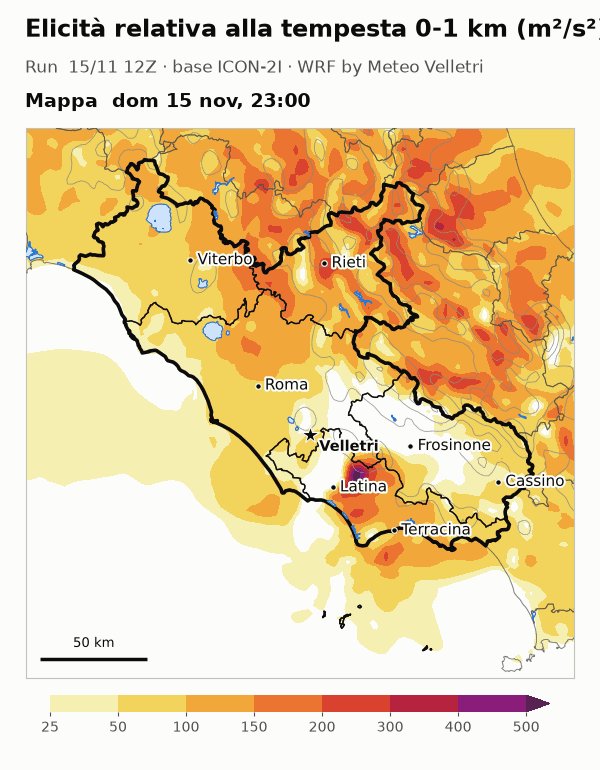 Elicità relativa alla tempesta 0-1 km (m²/s²)
Run  15/11 12Z · base ICON-2I · WRF by Meteo Velletri
Mappa  dom 15 nov, 23:00
Viterbo
Rieti
Roma
Velletri
Frosinone
Latina
Cassino
Terracina
50 km
25 50 100 150 200 300 400 500